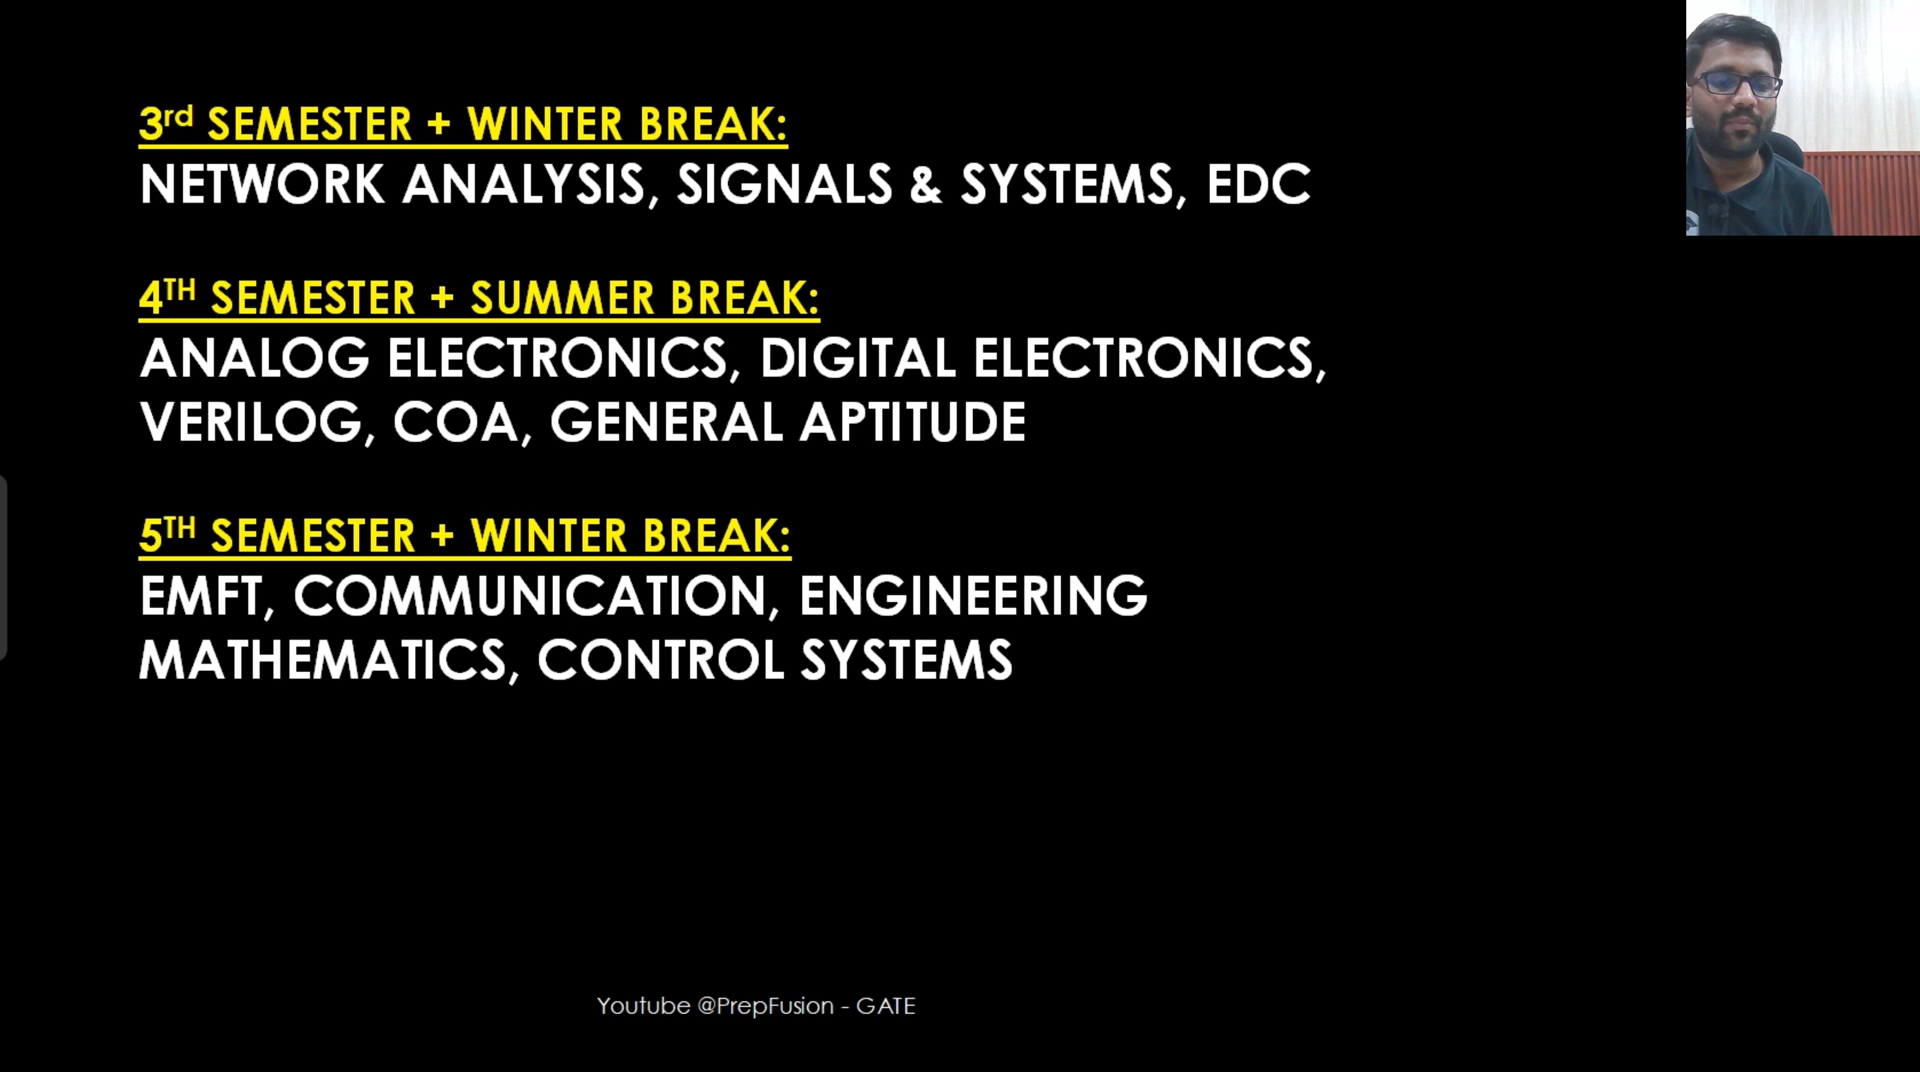 3rd SEMESTER + WINTER BREAK:
NETWORK ANALYSIS, SIGNALS & SYSTEMS, EDC
4TH SEMESTER + SUMMER BREAK:
ANALOG ELECTRONICS, DIGITAL ELECTRONICS,
VERILOG, COA, GENERAL APTITUDE
5TH SEMESTER + WINTER BREAK:
EMFT, COMMUNICATION, ENGINEERING
MATHEMATICS, CONTROL SYSTEMS
Youtube @PrepFusion - GATE